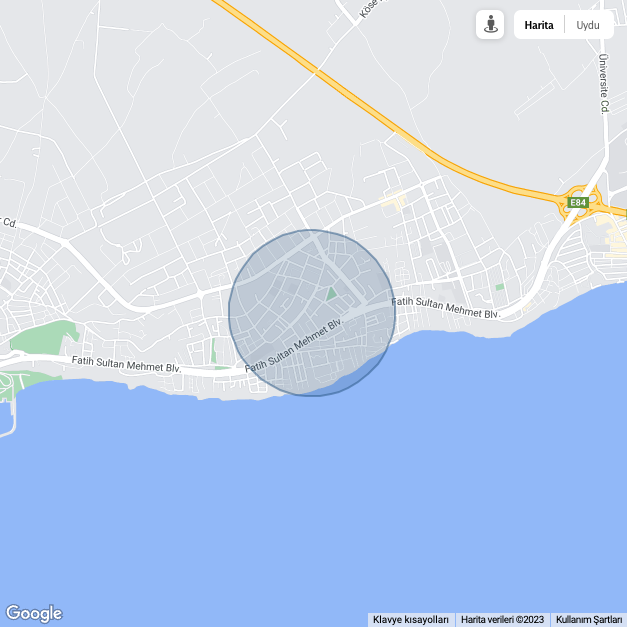 Köse
Harita
Uydu
Üniversite Cd.
E84
Cd.
Fatih Sultan Mehmet Blv
Fatih Sultan Mehmet Blv.
Fatih Sultan Mehmet Blv.
Google
Klavye kısayolları
Harita verileri ©2023
Kullanım Şartları